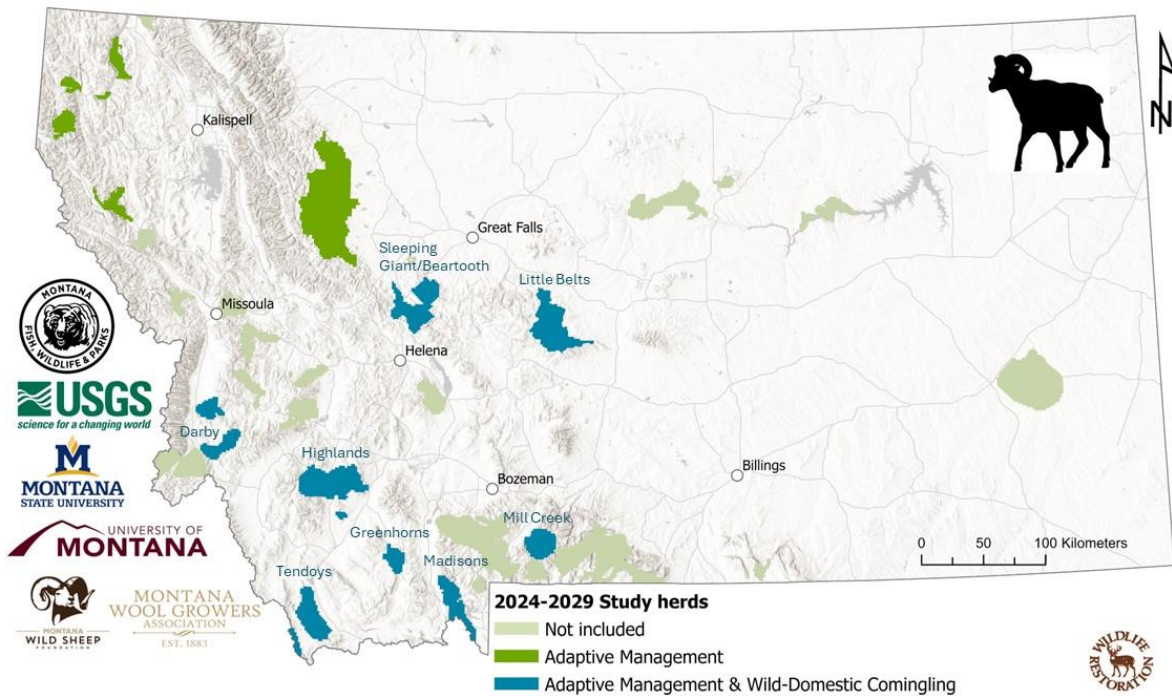 N
Kalispell
Great Falls
Sleeping
Giant/Beartooth
Little Belts
Missoula
Helena
MONTANA
FISH, WILDLIFE & PARKS
USGS
science for a changing world
Darby
M
MONTANA
STATE UNIVERSITY
Highlands
Billings
Bozeman
UNIVERSITY OF
MONTANA
Greenhorns
Mill Creek
Madisons
Tendoys
0 50 100 Kilometers
MONTANA
WILD SHEEP
FOUNDATION
MONTANA
WOOL GROWERS
ASSOCIATION
EST. 1883
2024-2029 Study herds
Not included
Adaptive Management
Adaptive Management & Wild-Domestic Comingling
WILDLIFE
RESTORATION